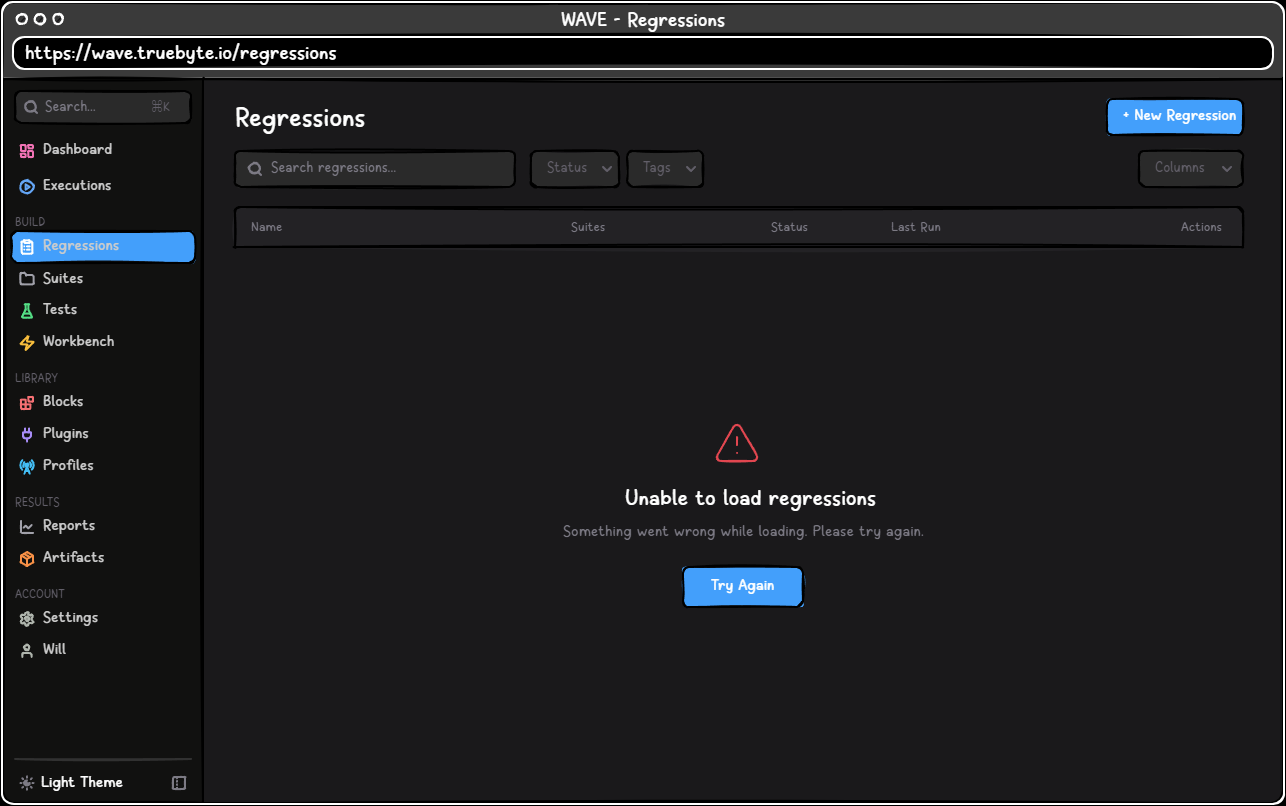 WAVE - Regressions
https://wave.truebyte.io/regressions
Search... ⌘K
Dashboard
Executions
BUILD
Regressions
Suites
Tests
Workbench
LIBRARY
Blocks
Plugins
Profiles
RESULTS
Reports
Artifacts
ACCOUNT
Settings
Will
Light Theme
Regressions
+ New Regression
Search regressions... Status Tags Columns
Name Suites Status Last Run Actions
Unable to load regressions
Something went wrong while loading. Please try again.
Try Again